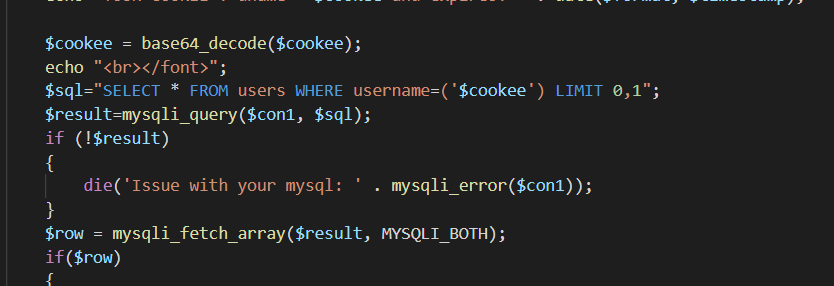 $cookee = base64_decode($cookee);
echo "<br></font>";
$sql="SELECT * FROM users WHERE username=('$cookee') LIMIT 0,1";
$result=mysqli_query($con1, $sql);
if (!$result)
{
die('Issue with your mysql: ' . mysqli_error($con1));
}
$row = mysqli_fetch_array($result, MYSQLI_BOTH);
if($row)
{